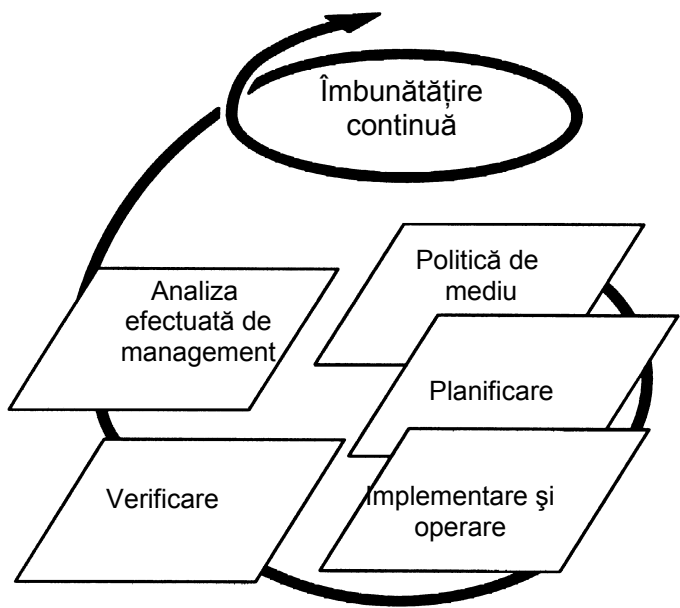 Îmbunătățire
continuă
Politică de
mediu
Analiza
efectuată de
management
Planificare
Verificare
Implementare şi
operare